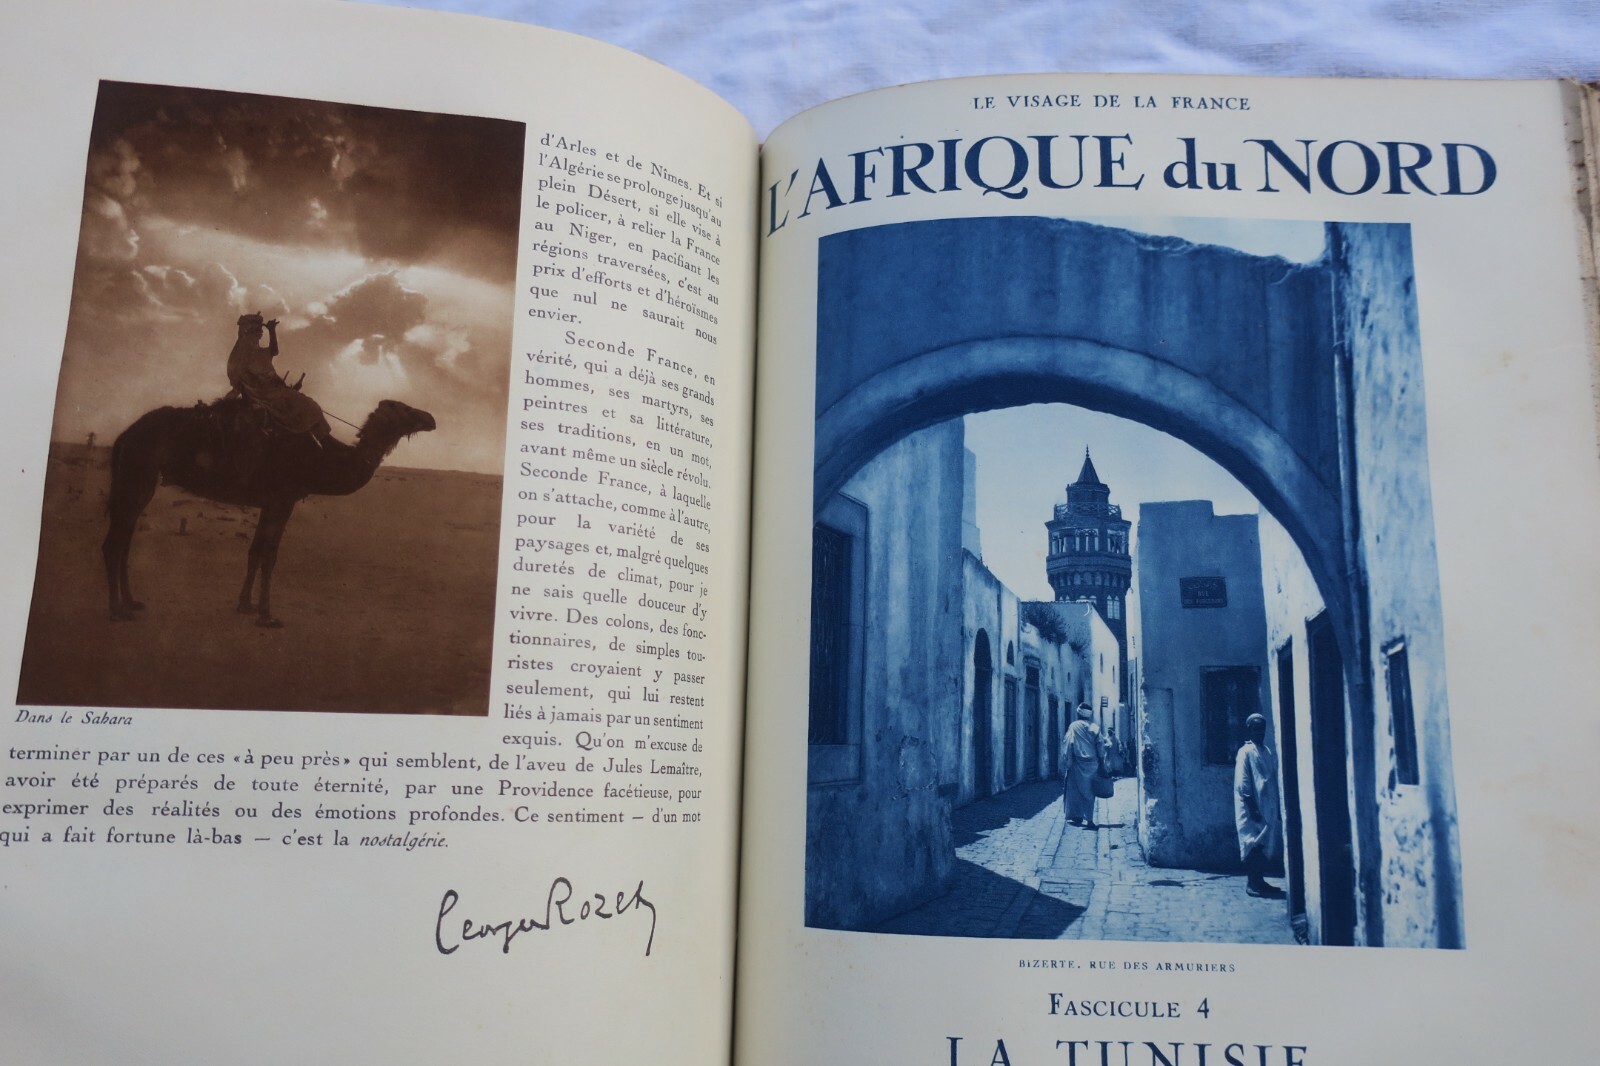 d'Arles et de Nîmes. Et si
l'Algérie se prolonge jusqu'au
plein Désert, si elle vise à
le policer, à relier la France
au Niger, en pacifiant les
régions traversées, c'est au
prix d'efforts et d'héroïsmes
que nul ne saurait nous
envier.
Seconde France, en
vérité, qui a déjà ses grands
hommes, ses martyrs, ses
peintres et sa littérature,
ses traditions, en un mot,
avant même un siècle révolu.
Seconde France, à laquelle
on s'attache, comme à l'autre,
pour la variété de ses
paysages et, malgré quelques
duretés de climat, pour je
ne sais quelle douceur d'y
vivre. Des colons, des fonc-
tionnaires, de simples tou-
ristes croyaient y passer
seulement, qui lui restent
liés à jamais par un sentiment
exquis. Qu'on m'excuse de
Dans le Sahara
terminer par un de ces « à peu près » qui semblent, de l'aveu de Jules Lemaître,
avoir été préparés de toute éternité, par une Providence facétieuse, pour
exprimer des réalités ou des émotions profondes. Ce sentiment — d'un mot
qui a fait fortune là-bas — c'est la nostalgérie.
Georges Rozet
LE VISAGE DE LA FRANCE
L'AFRIQUE du NORD
BIZERTE. RUE DES ARMURIERS
FASCICULE 4
LA TUNISIE